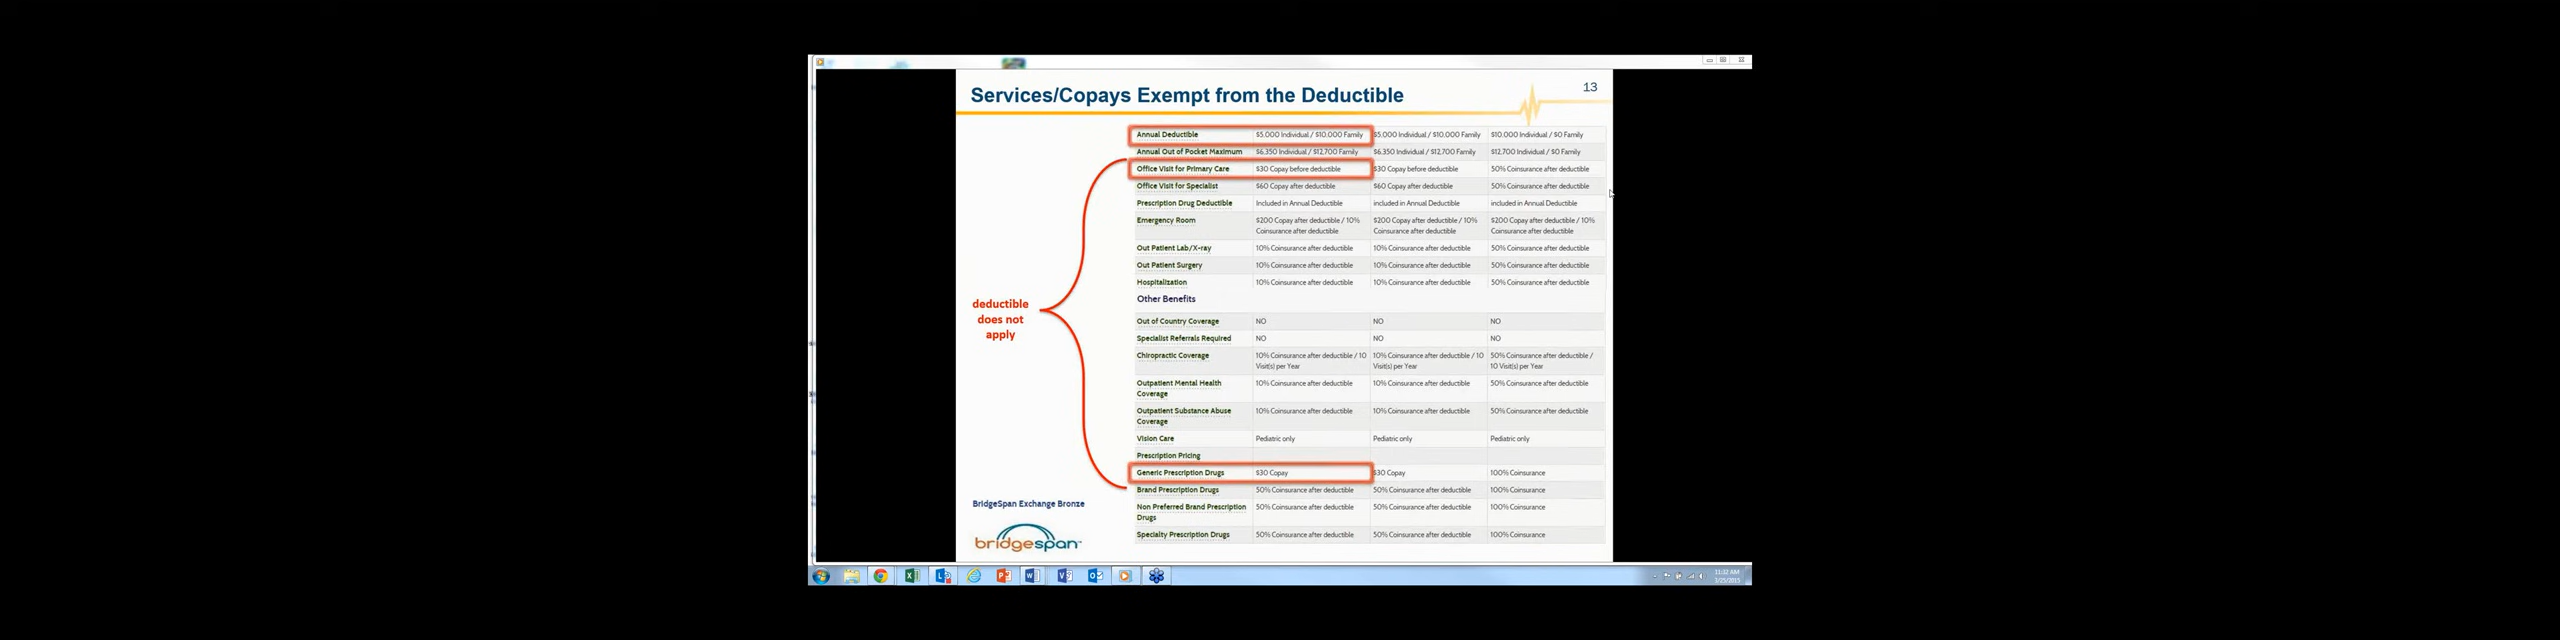 13
Services/Copays Exempt from the Deductible
Annual Deductible $5,000 Individual / $10,000 Family $5,000 Individual / $10,000 Family $10,000 Individual / $0 Family
Annual Out of Pocket Maximum $6,350 Individual / $12,700 Family $6,350 Individual / $12,700 Family $12,700 Individual / $0 Family
Office Visit for Primary Care $30 Copay before deductible $30 Copay before deductible 50% Coinsurance after deductible
Office Visit for Specialist $60 Copay after deductible $60 Copay after deductible 50% Coinsurance after deductible
Prescription Drug Deductible Included in Annual Deductible included in Annual Deductible included in Annual Deductible
Emergency Room $200 Copay after deductible / 10% $200 Copay after deductible / 10% $200 Copay after deductible / 10%
Coinsurance after deductible Coinsurance after deductible Coinsurance after deductible
Out Patient Lab/X-ray 10% Coinsurance after deductible 10% Coinsurance after deductible 50% Coinsurance after deductible
Out Patient Surgery 10% Coinsurance after deductible 10% Coinsurance after deductible 50% Coinsurance after deductible
Hospitalization 10% Coinsurance after deductible 10% Coinsurance after deductible 50% Coinsurance after deductible
Other Benefits
deductible
does not
apply
Out of Country Coverage NO NO NO
Specialist Referrals Required NO NO NO
Chiropractic Coverage 10% Coinsurance after deductible / 10 10% Coinsurance after deductible / 10 50% Coinsurance after deductible /
Visit(s) per Year Visit(s) per Year 10 Visit(s) per Year
Outpatient Mental Health 10% Coinsurance after deductible 10% Coinsurance after deductible 50% Coinsurance after deductible
Coverage
Outpatient Substance Abuse 10% Coinsurance after deductible 10% Coinsurance after deductible 50% Coinsurance after deductible
Coverage
Vision Care Pediatric only Pediatric only Pediatric only
Prescription Pricing
Generic Prescription Drugs $30 Copay $30 Copay 100% Coinsurance
Brand Prescription Drugs 50% Coinsurance after deductible 50% Coinsurance after deductible 100% Coinsurance
Non Preferred Brand Prescription 50% Coinsurance after deductible 50% Coinsurance after deductible 100% Coinsurance
Drugs
Specialty Prescription Drugs 50% Coinsurance after deductible 50% Coinsurance after deductible 100% Coinsurance
BridgeSpan Exchange Bronze
bridgespan
11:12 AM
3/25/2015